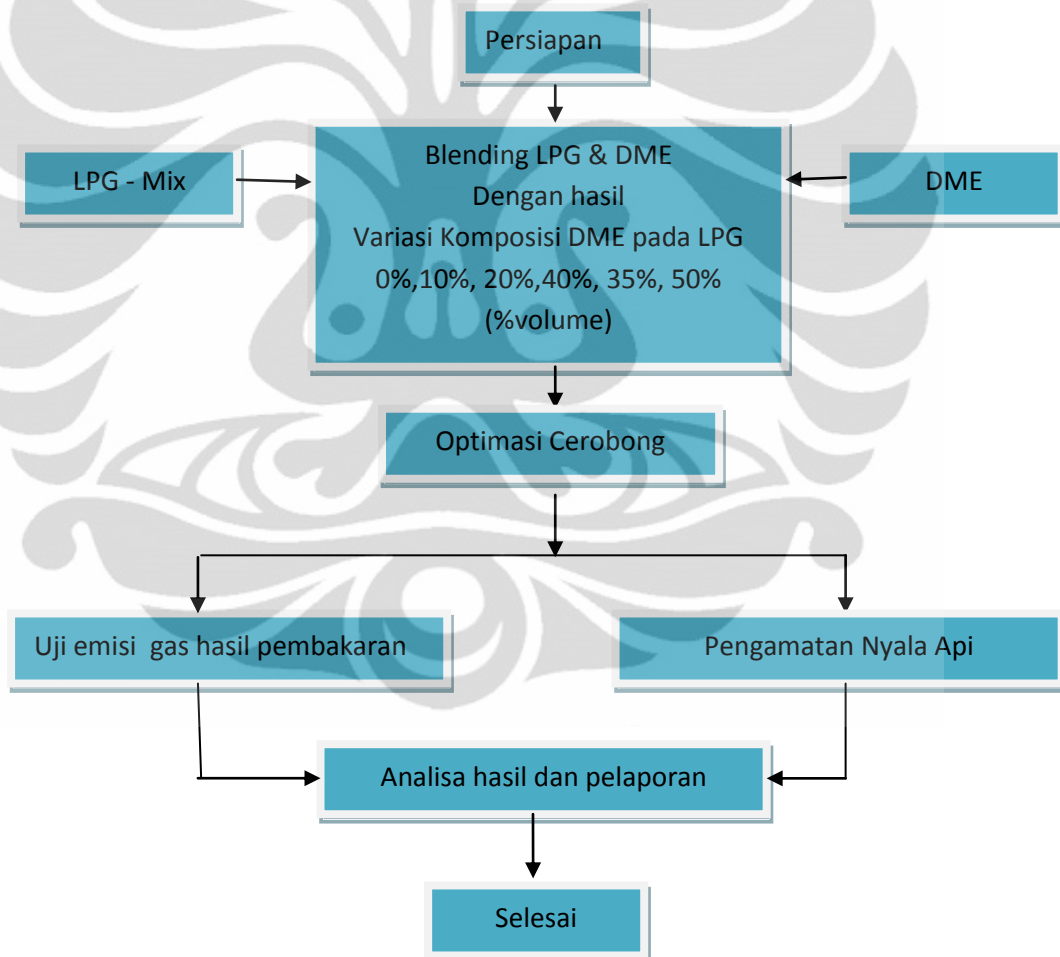 Persiapan
LPG - Mix
Blending LPG & DME
Dengan hasil
Variasi Komposisi DME pada LPG
0%,10%, 20%,40%, 35%, 50%
(%volume)
DME
Optimasi Cerobong
Uji emisi  gas hasil pembakaran
Pengamatan Nyala Api
Analisa hasil dan pelaporan
Selesai